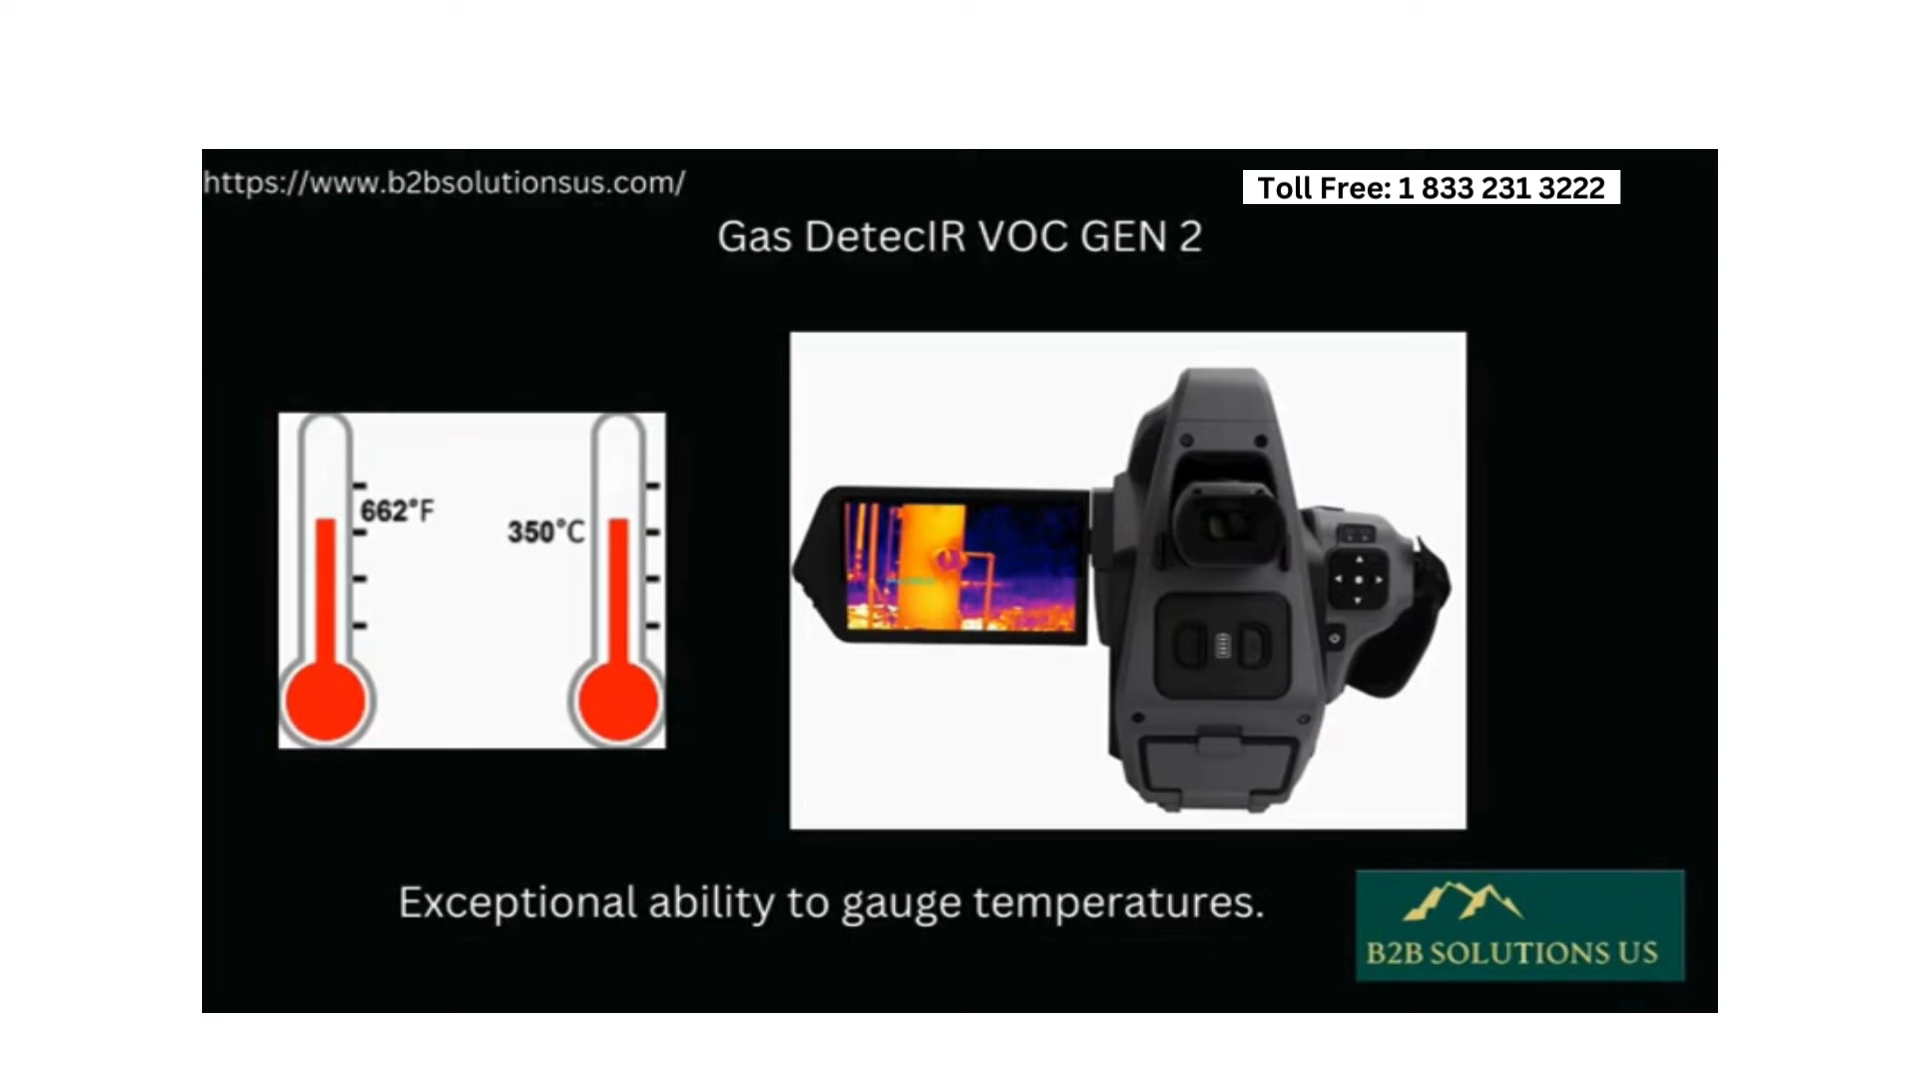 https://www.b2bsolutionsus.com/
Toll Free: 1 833 231 3222
Gas DetecIR VOC GEN 2
662°F
350°C
Exceptional ability to gauge temperatures.
B2B SOLUTIONS US